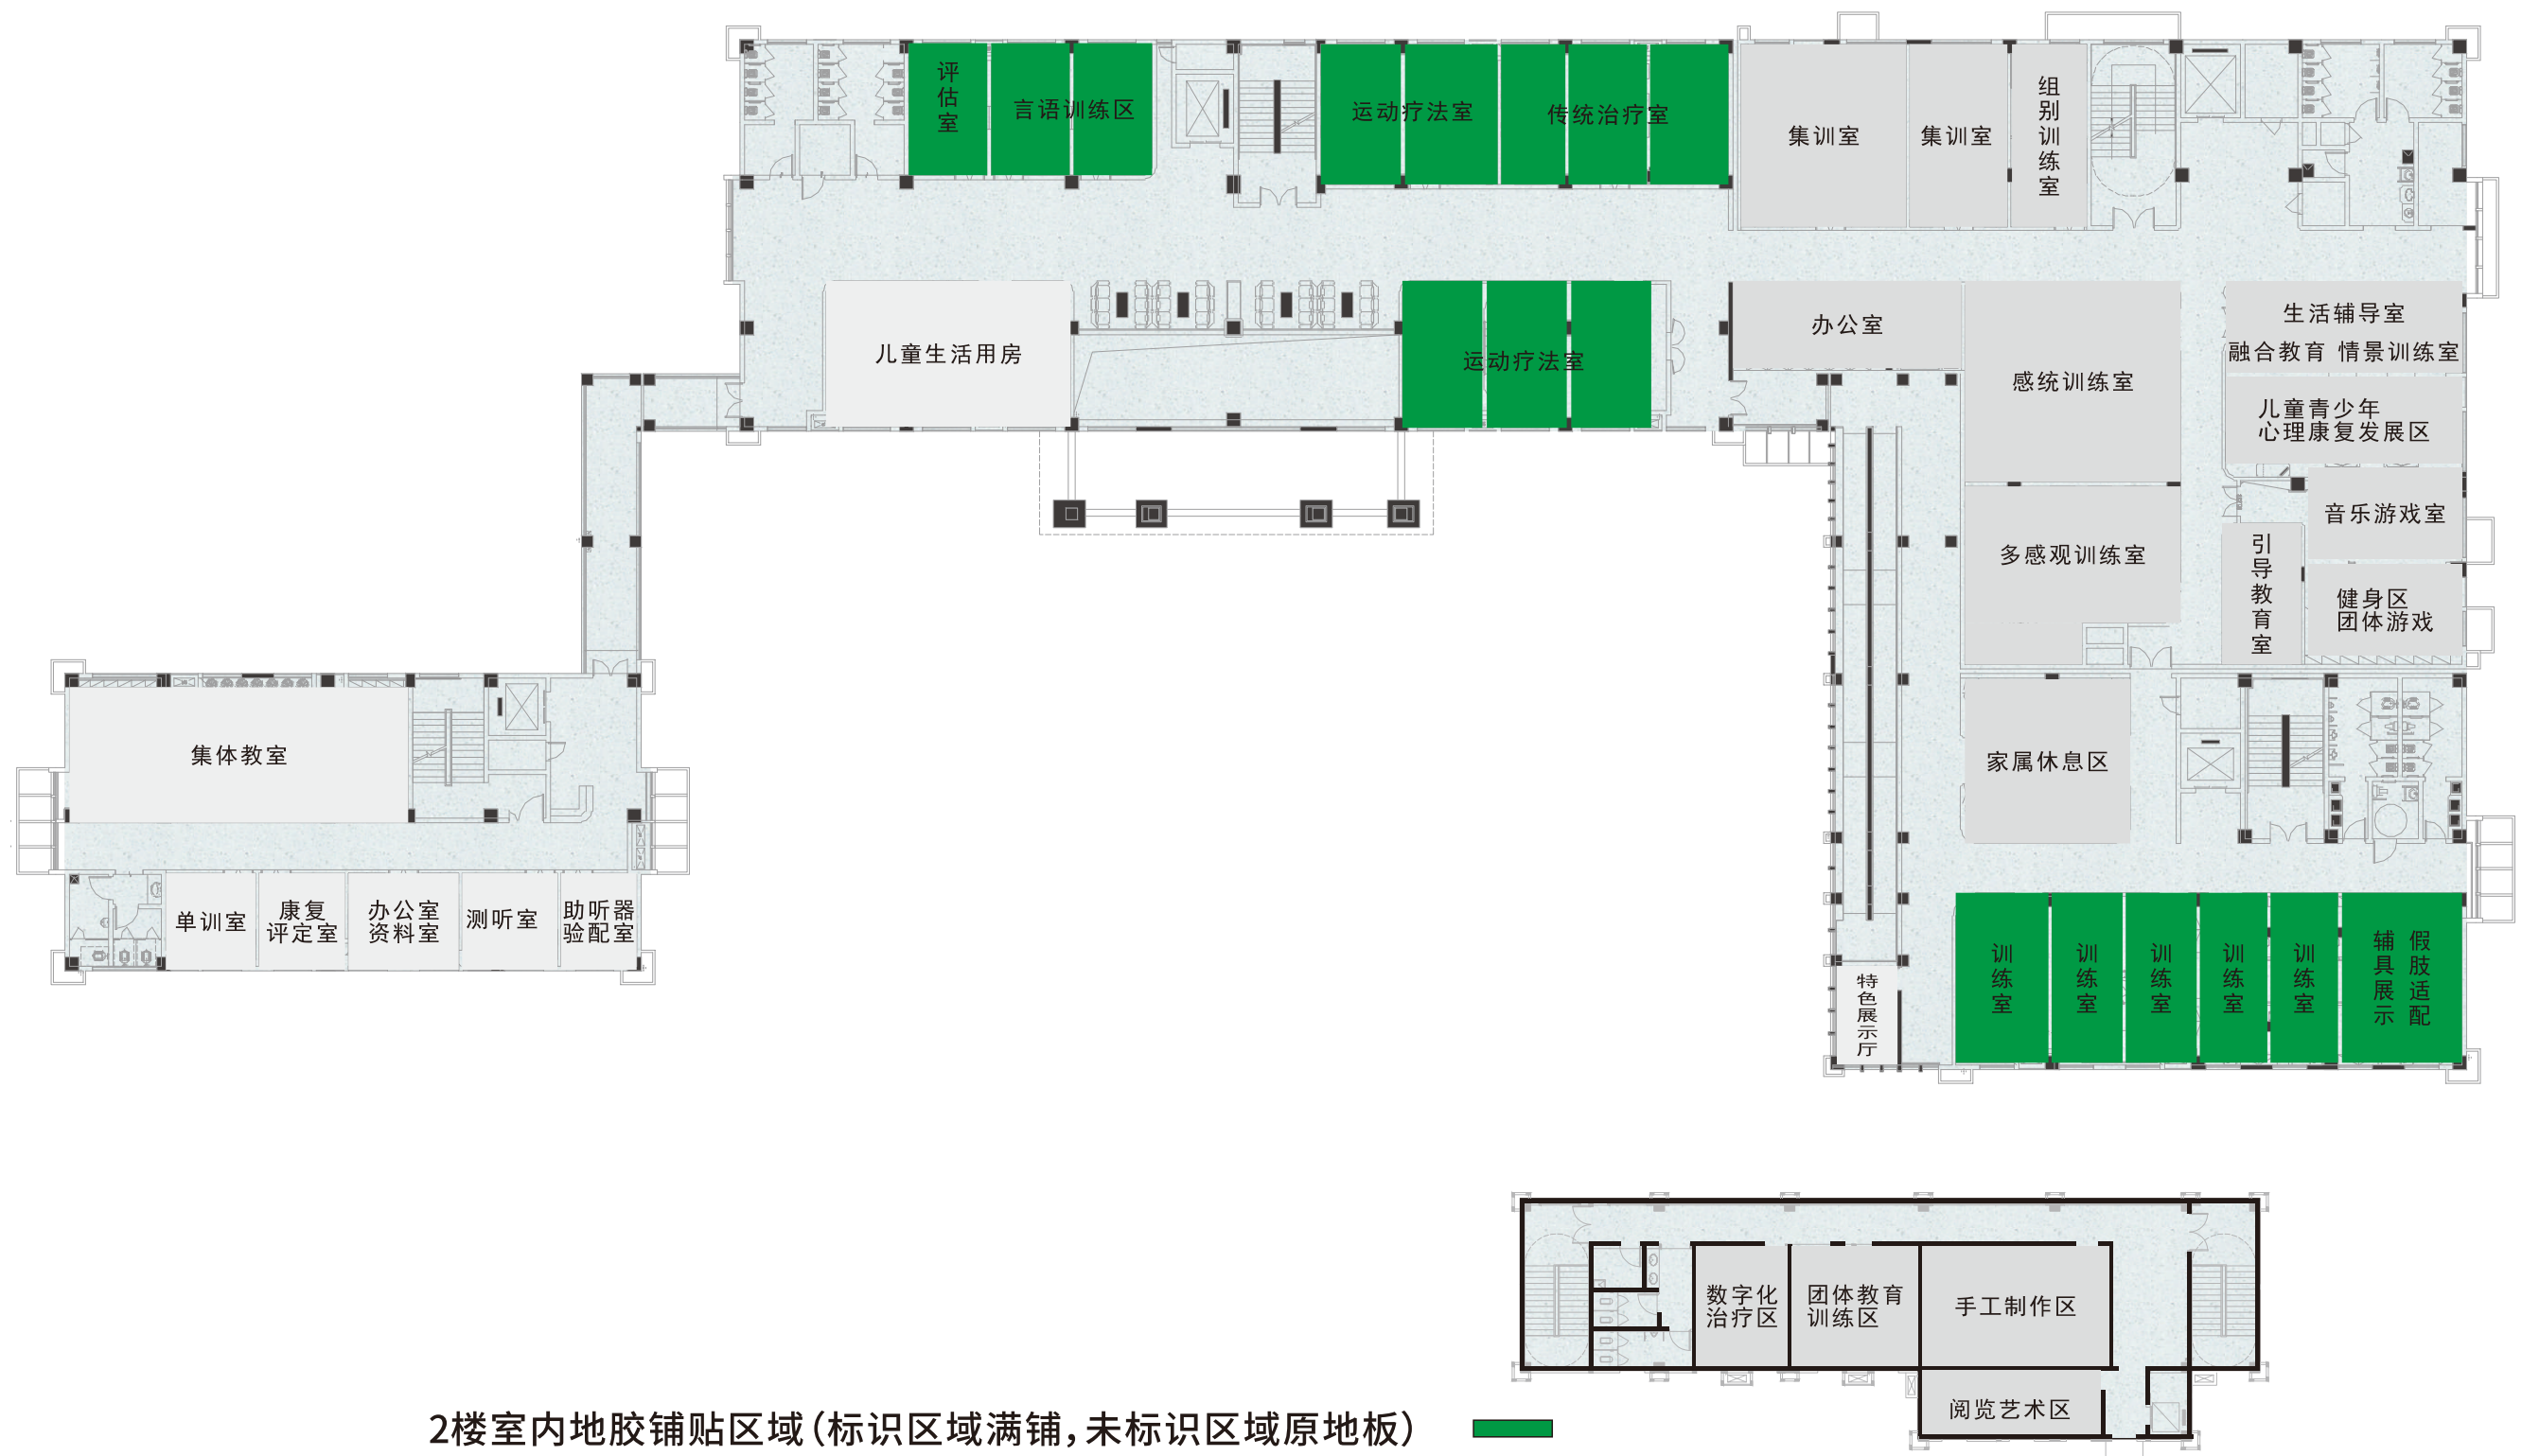 评估室
言语训练区
运动疗法室
传统治疗室
集训室
集训室
组别训练室
儿童生活用房
运动疗法室
办公室
感统训练室
生活辅导室
融合教育 情景训练室
儿童青少年
心理康复发展区
音乐游戏室
多感观训练室
引导教育室
健身区
团体游戏
集体教室
家属休息区
单训室
康复
评定室
办公室
资料室
测听室
助听器
验配室
特色展示厅
训练室
训练室
训练室
训练室
训练室
辅具展示
假肢适配
数字化
治疗区
团体教育
训练区
手工制作区
阅览艺术区
2楼室内地胶铺贴区域(标识区域满铺,未标识区域原地板)